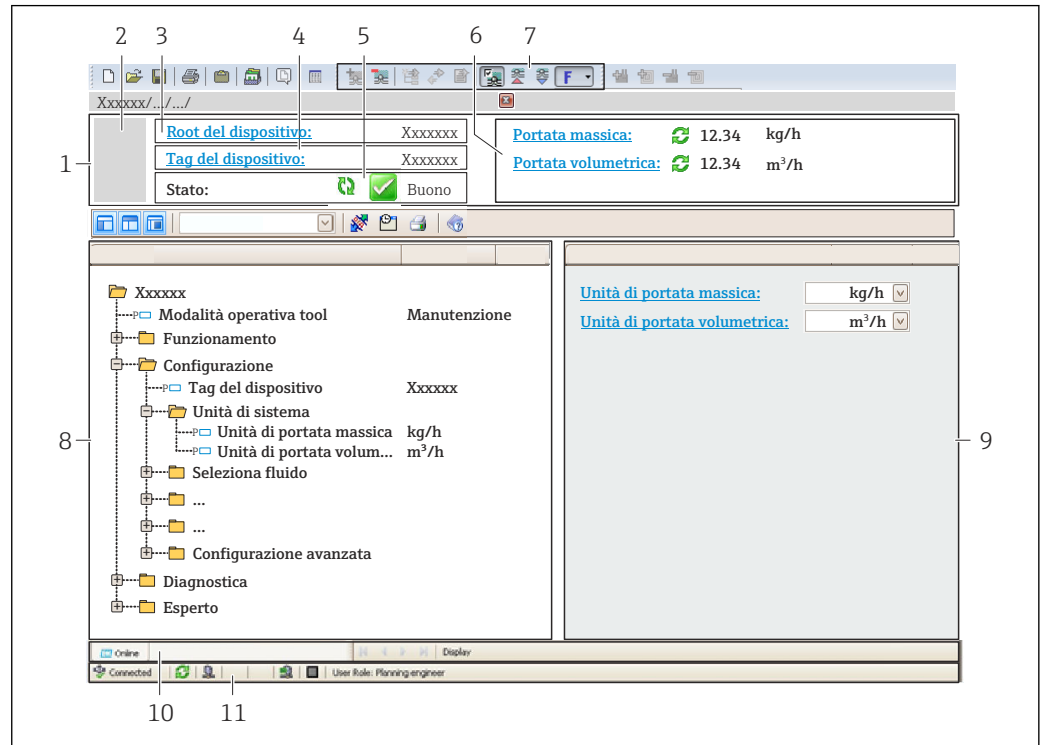 2 3 4 5 6 7
F
Xxxxxx/.../.../
1
Root del dispositivo: Xxxxxxx
Tag del dispositivo: Xxxxxxx
Stato: Buono
Portata massica: 12.34 kg/h
Portata volumetrica: 12.34 m³/h
Xxxxxx
P Modalità operativa tool Manutenzione
Funzionamento
Configurazione
P Tag del dispositivo Xxxxxx
Unità di sistema
P Unità di portata massica kg/h
P Unità di portata volum... m³/h
Seleziona fluido
...
...
Configurazione avanzata
Diagnostica
Esperto
Unità di portata massica: kg/h
Unità di portata volumetrica: m³/h
8
9
Online Display
Connected User Role: Planning engineer
10 11